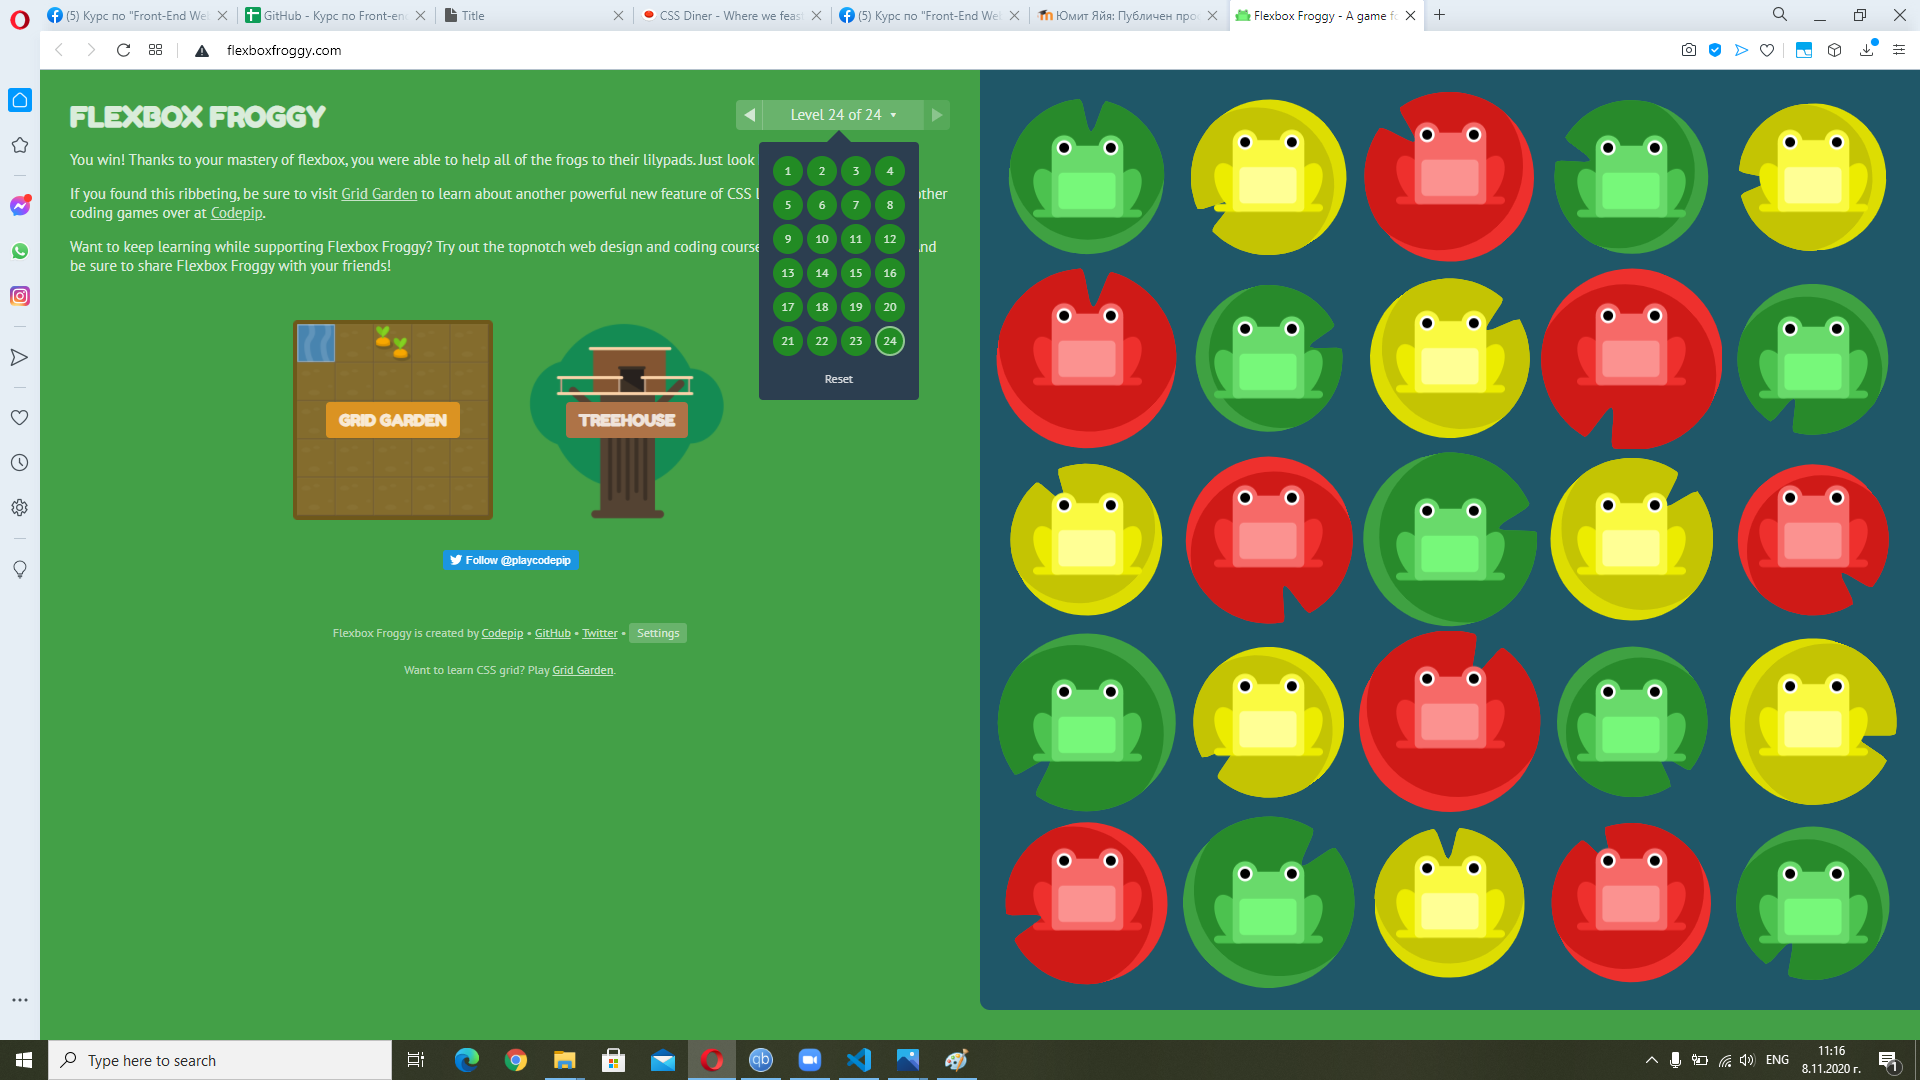 (5) Курс по "Front-End We
GitHub - Курс по Front-en
Title
CSS Diner - Where we feas
(5) Курс по "Front-End We
Юмит Яйя: Публичен про
Flexbox Froggy - A game f
flexboxfroggy.com
FLEXBOX FROGGY
Level 24 of 24
You win! Thanks to your mastery of flexbox, you were able to help all of the frogs to their lilypads. Just look
If you found this ribbeting, be sure to visit Grid Garden to learn about another powerful new feature of CSS other
coding games over at Codepip.
Want to keep learning while supporting Flexbox Froggy? Try out the topnotch web design and coding
be sure to share Flexbox Froggy with your friends!
1 2 3 4
5 6 7 8
9 10 11 12
13 14 15 16
17 18 19 20
21 22 23 24
Reset
GRID GARDEN
TREEHOUSE
Follow @playcodepip
Flexbox Froggy is created by Codepip • GitHub • Twitter • Settings
Want to learn CSS grid? Play Grid Garden.
Type here to search
qb
ENG
11:16
8.11.2020 г.
1